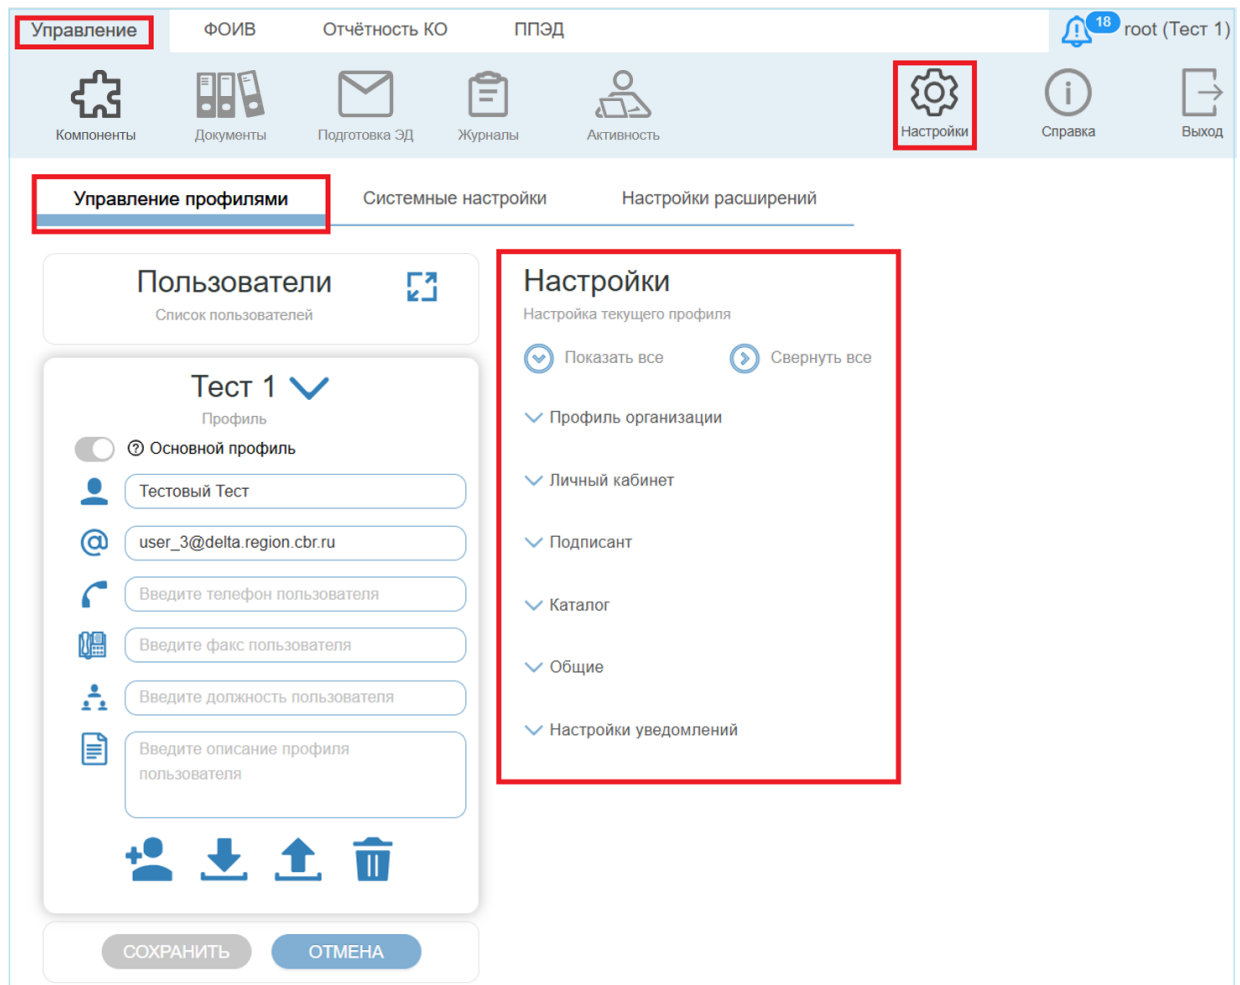 Управление ФОИВ Отчётность КО ППЭД 18 root (Тест 1)
Компоненты Документы Подготовка ЭД Журналы Активность Настройки Справка Выход
Управление профилями Системные настройки Настройки расширений
Пользователи
Список пользователей
Тест 1
Профиль
Основной профиль
Тестовый Тест
user_3@delta.region.cbr.ru
Введите телефон пользователя
Введите факс пользователя
Введите должность пользователя
Введите описание профиля
пользователя
СОХРАНИТЬ ОТМЕНА
Настройки
Настройка текущего профиля
Показать все Свернуть все
Профиль организации
Личный кабинет
Подписант
Каталог
Общие
Настройки уведомлений